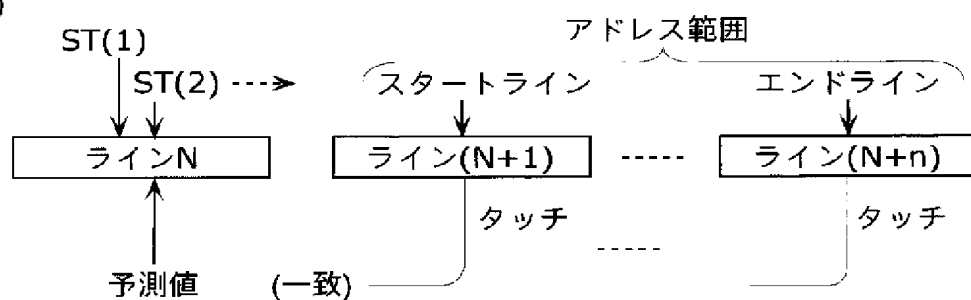 アドレス範囲
ST(1)
ST(2)
スタートライン
エンドライン
ラインN
ライン(N+1)
ライン(N+n)
タッチ
タッチ
予測値
(一致)